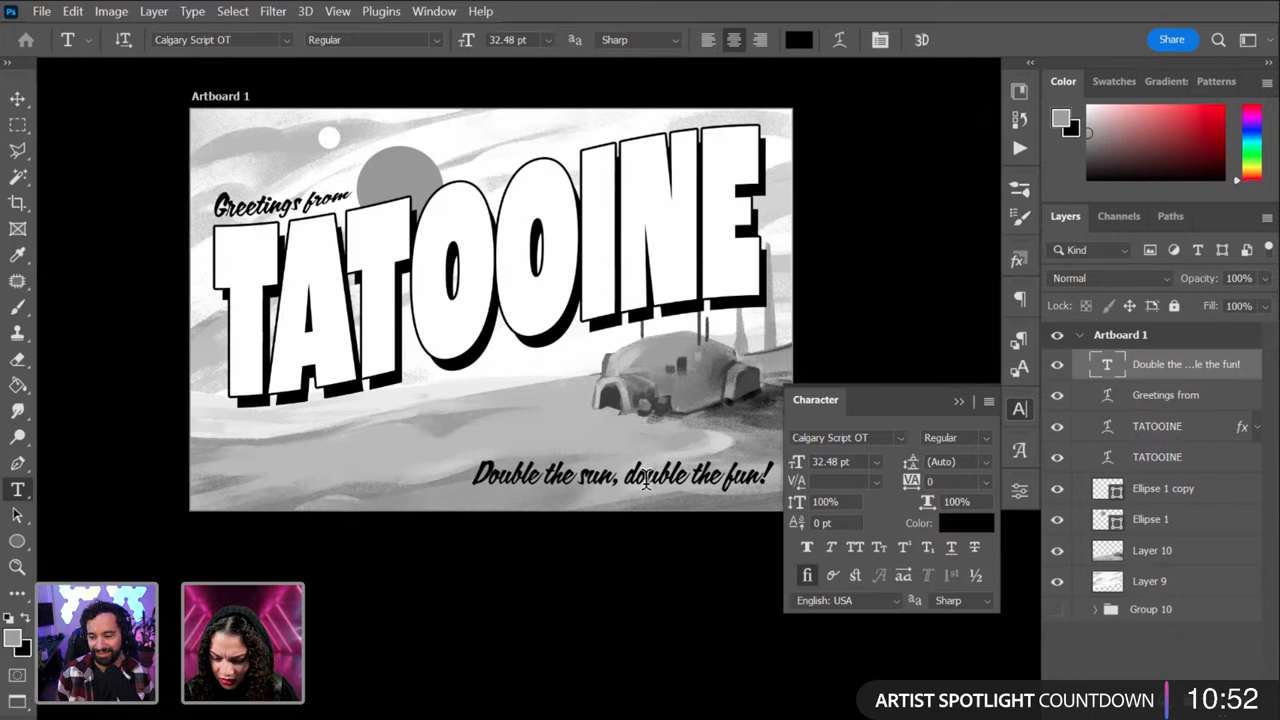 Ps File Edit Image Layer Type Select Filter 3D View Plugins Window Help
T Calgary Script OT Regular 32.48 pt Sharp 3D Share
Artboard 1
Greetings from
TATOOINE
Double the sun, double the fun!
Color Swatches Gradient: Patterns
Layers Channels Paths
Kind
Normal Opacity: 100%
Lock: Fill: 100%
Artboard 1
Double the ...le the fun!
Greetings from
TATOOINE fx
TATOOINE
Ellipse 1 copy
Ellipse 1
Layer 10
Layer 9
Group 10
Character
Calgary Script OT Regular
32.48 pt (Auto)
0
100% 100%
0 pt Color:
English: USA Sharp
ARTIST SPOTLIGHT COUNTDOWN 10:52